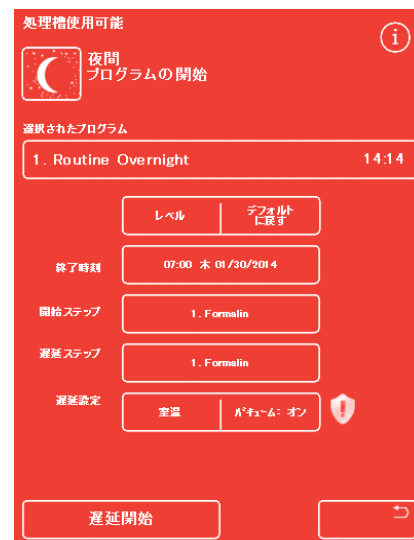 処理槽使用可能
i
夜間
プログラムの開始
選択されたプログラム
1. Routine Overnight 14:14
レベル デフォルトに戻す
終了時刻 07:00 木 01/30/2014
開始ステップ 1. Formalin
遅延ステップ 1. Formalin
遅延設定 室温 バキューム: オン
遅延開始